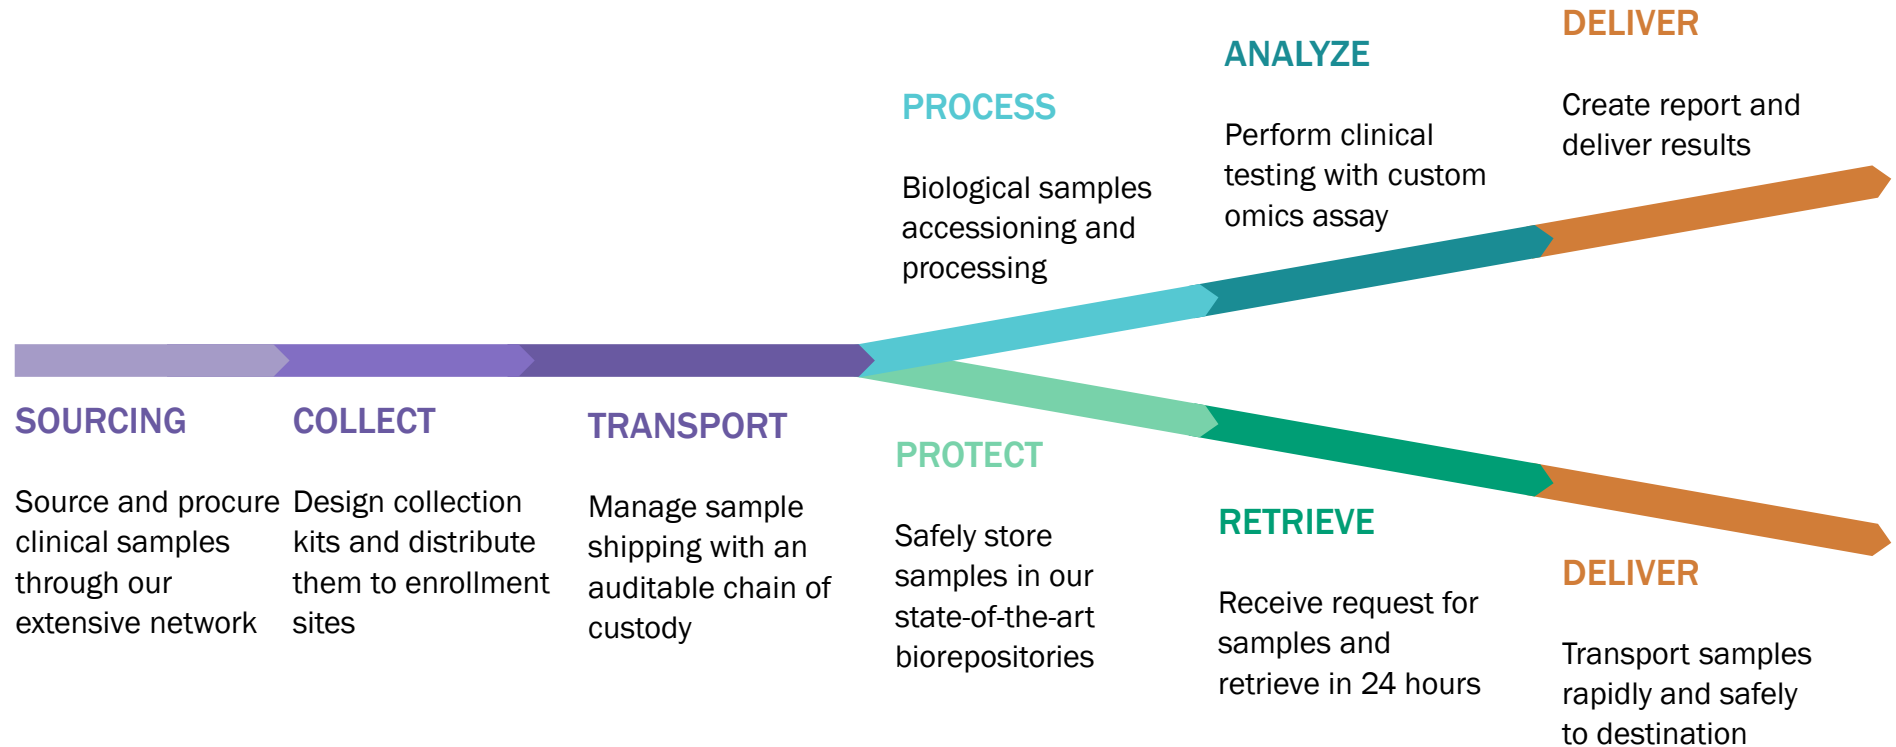 SOURCING
Source and procure
clinical samples
through our
extensive network
COLLECT
Design collection
kits and distribute
them to enrollment
sites
TRANSPORT
Manage sample
shipping with an
auditable chain of
custody
PROCESS
Biological samples
accessioning and
processing
ANALYZE
Perform clinical
testing with custom
omics assay
DELIVER
Create report and
deliver results
PROTECT
Safely store
samples in our
state-of-the-art
biorepositories
RETRIEVE
Receive request for
samples and
retrieve in 24 hours
DELIVER
Transport samples
rapidly and safely
to destination